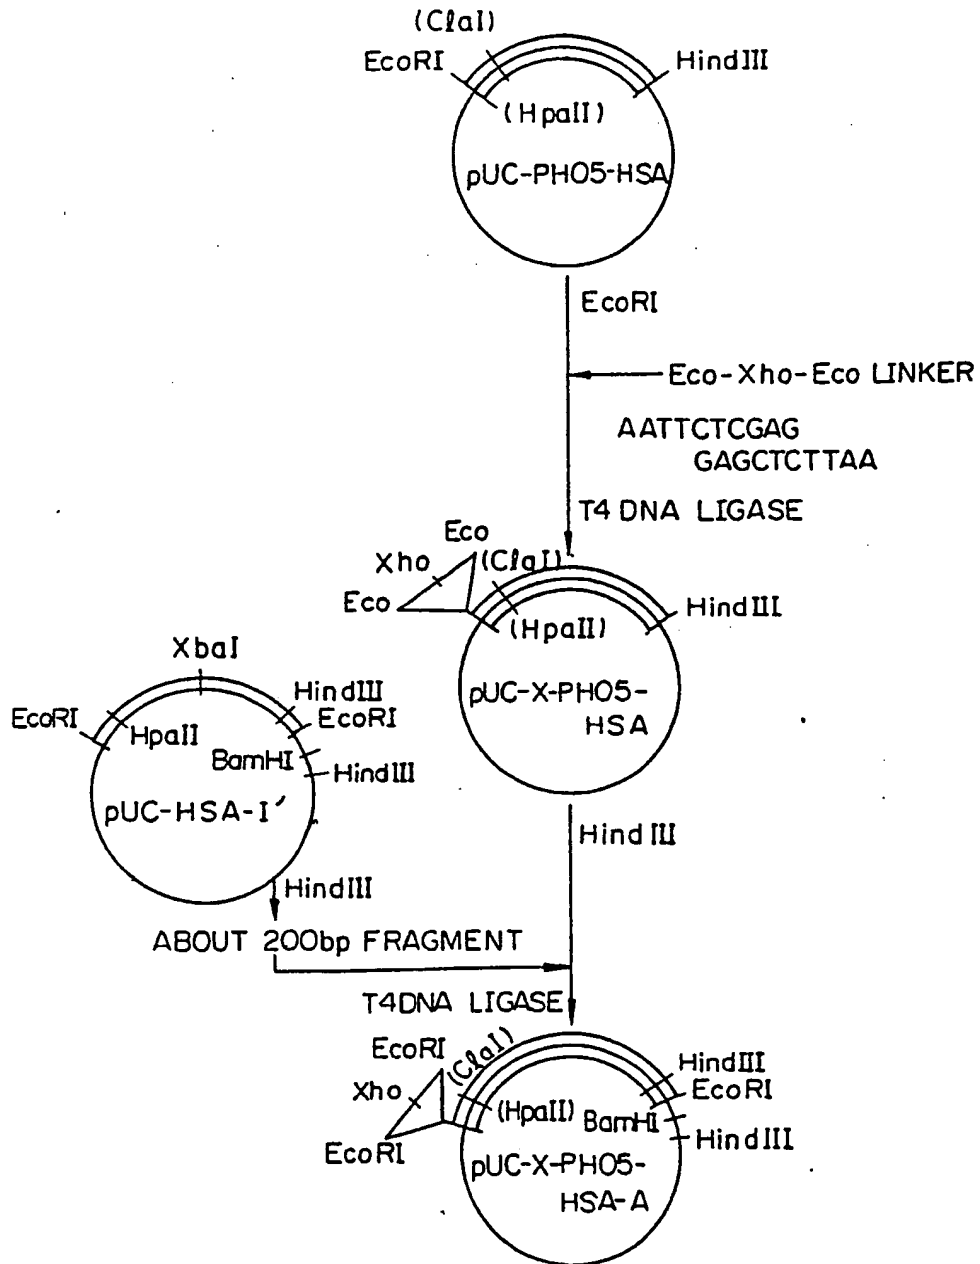 (ClaI)
EcoRI
HindIII
(HpaII)
pUC-PHO5-HSA
EcoRI
Eco-Xho-Eco LINKER
AATTCTCGAG
GAGCTCTTAA
T4 DNA LIGASE
Eco
Xho
(ClaI)
Eco
HindIII
(HpaII)
pUC-X-PHO5-
HSA
XbaI
HindIII
EcoRI
EcoRI
HpaII
BamHI
HindIII
pUC-HSA-I'
HindIII
HindIII
ABOUT 200bp FRAGMENT
T4DNA LIGASE
EcoRI
(ClaI)
Xho
HindIII
EcoRI
(HpaII)
BamHI
EcoRI
HindIII
pUC-X-PHO5-
HSA-A